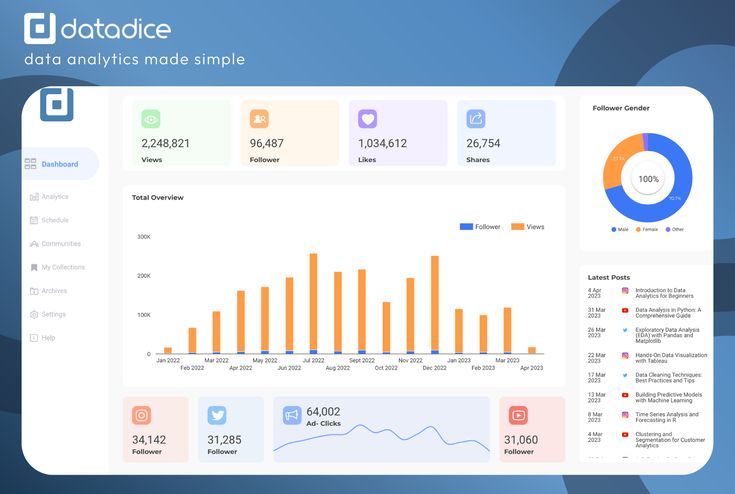 datadice
data analytics made simple
Dashboard
Analytics
Schedule
Communities
My Collections
Archives
Settings
Help
2,248,821
Views
96,487
Follower
1,034,612
Likes
26,754
Shares
Total Overview
Follower
Views
300K
200K
100K
0
Jan 2022
Feb 2022
Mar 2022
Apr 2022
May 2022
Jun 2022
Jul 2022
Aug 2022
Sept 2022
Oct 2022
Nov 2022
Dec 2022
Jan 2023
Feb 2023
Mar 2023
Apr 2023
34,142
Follower
31,285
Follower
64,002
Ad- Clicks
31,060
Follower
Follower Gender
100%
Male
Female
Other
Latest Posts
4 Apr
2023
Introduction to Data
Analytics for Beginners
31 Mar
2023
Data Analysis in Python: A
Comprehensive Guide
26 Mar
2023
Exploratory Data Analysis
(EDA) with Pandas and
Matplotlib
22 Mar
2023
Hands-On Data Visualization
with Tableau
17 Mar
2023
Data Cleaning Techniques:
Best Practices and Tips
13 Mar
2023
Building Predictive Models
with Machine Learning
8 Mar
2023
Time Series Analysis and
Forecasting in R
4 Mar
2023
Clustering and
Segmentation for Customer
Analytics